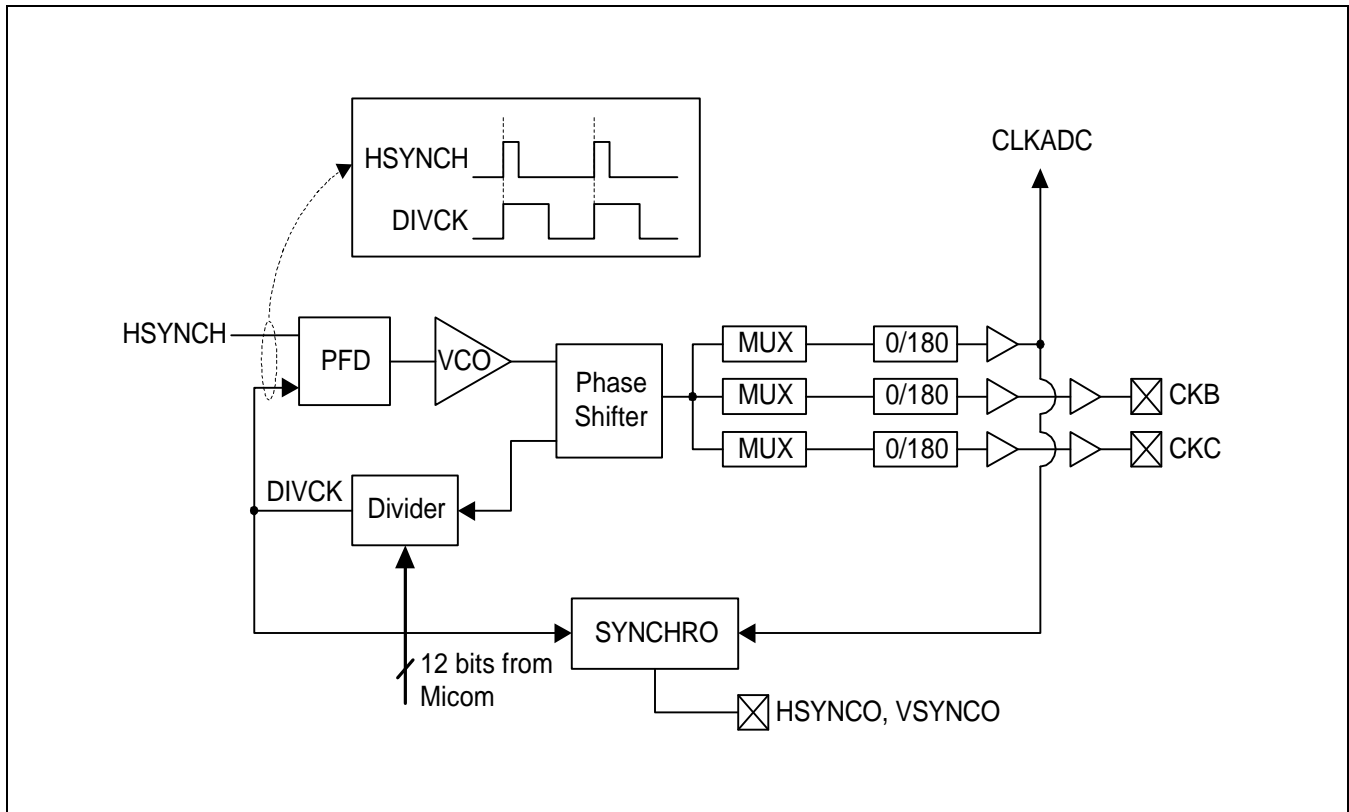 HSYNCH
DIVCK
CLKADC
HSYNCH
PFD
VCO
Phase
Shifter
MUX
0/180
MUX
0/180
CKB
MUX
0/180
CKC
DIVCK
Divider
SYNCHRO
12 bits from
Micom
HSYNCO, VSYNCO